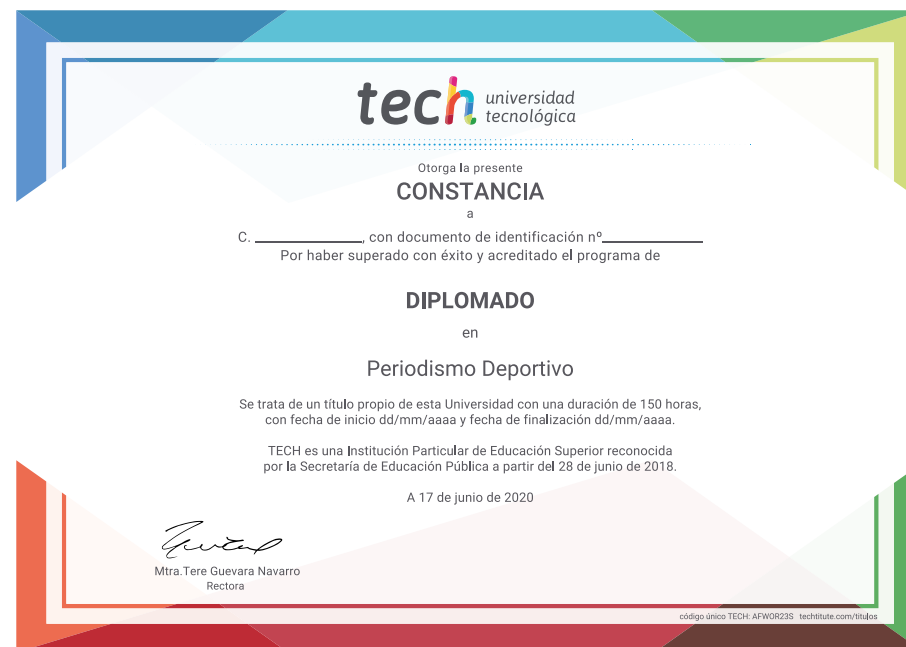 tech universidad
tecnológica
Otorga la presente
CONSTANCIA
a
C. ______________, con documento de identificación nº_____________
Por haber superado con éxito y acreditado el programa de
DIPLOMADO
en
Periodismo Deportivo
Se trata de un título propio de esta Universidad con una duración de 150 horas,
con fecha de inicio dd/mm/aaaa y fecha de finalización dd/mm/aaaa.
TECH es una Institución Particular de Educación Superior reconocida
por la Secretaría de Educación Pública a partir del 28 de junio de 2018.
A 17 de junio de 2020
Mtra.Tere Guevara Navarro
Rectora
código único TECH: AFWOR23S techtitute.com/titulos